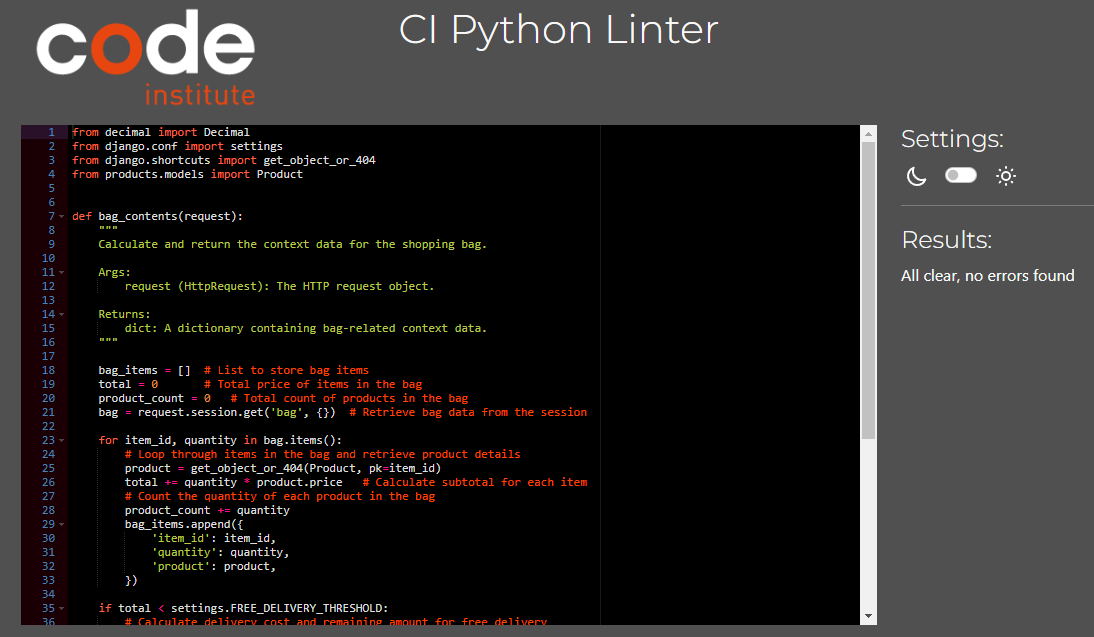 code
institute
CI Python Linter
1 from decimal import Decimal
2 from django.conf import settings
3 from django.shortcuts import get_object_or_404
4 from products.models import Product
5
6
7 def bag_contents(request):
8     """
9     Calculate and return the context data for the shopping bag.
10
11     Args:
12         request (HttpRequest): The HTTP request object.
13
14     Returns:
15         dict: A dictionary containing bag-related context data.
16     """
17
18     bag_items = []  # List to store bag items
19     total = 0       # Total price of items in the bag
20     product_count = 0   # Total count of products in the bag
21     bag = request.session.get('bag', {})  # Retrieve bag data from the session
22
23     for item_id, quantity in bag.items():
24         # Loop through items in the bag and retrieve product details
25         product = get_object_or_404(Product, pk=item_id)
26         total += quantity * product.price   # Calculate subtotal for each item
27         # Count the quantity of each product in the bag
28         product_count += quantity
29         bag_items.append({
30             'item_id': item_id,
31             'quantity': quantity,
32             'product': product,
33         })
34
35     if total < settings.FREE_DELIVERY_THRESHOLD:
36         # Calculate delivery cost and remaining amount for free delivery
Settings:
Results:
All clear, no errors found